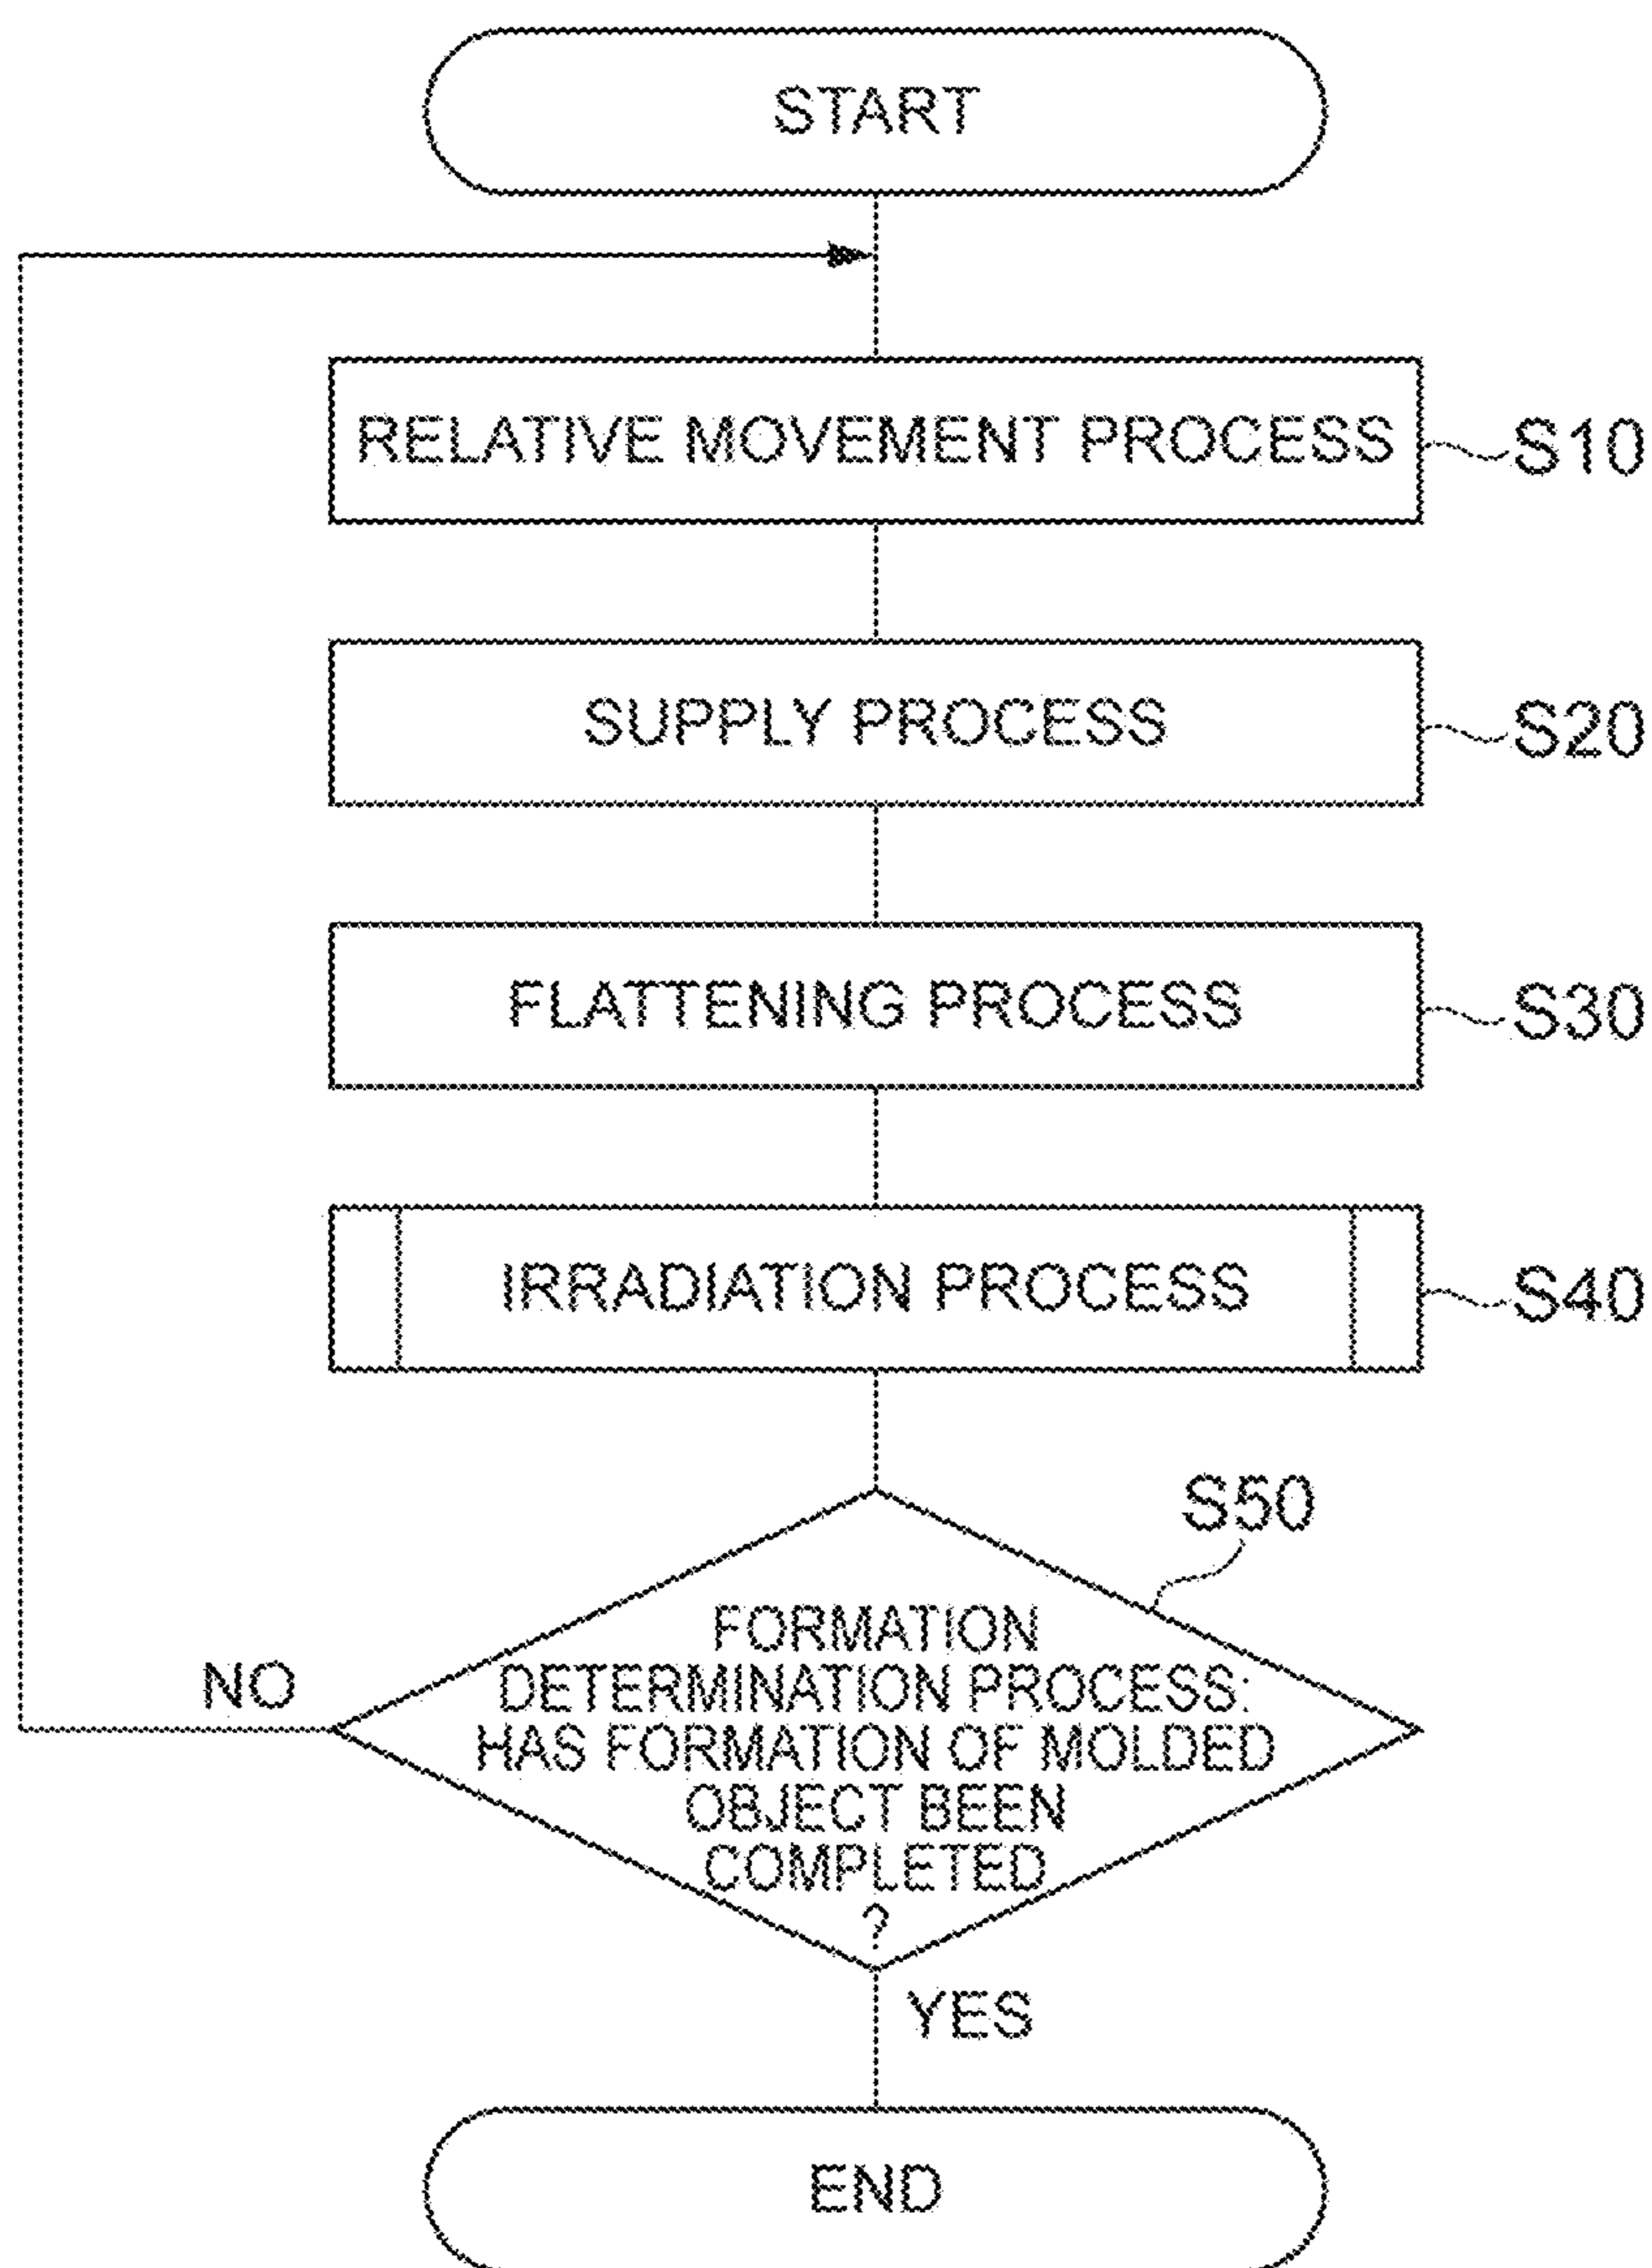 START
RELATIVE MOVEMENT PROCESS
S10
SUPPLY PROCESS
S20
FLATTENING PROCESS
S30
IRRADIATION PROCESS
S40
S50
FORMATION
DETERMINATION PROCESS:
HAS FORMATION OF MOLDED
OBJECT BEEN
COMPLETED
?
NO
YES
END